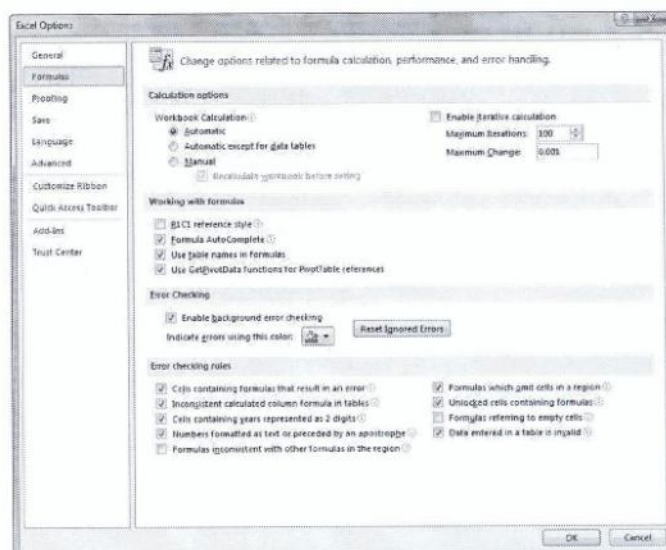 Excel Options
General
Formulas
Proofing
Save
Language
Advanced
Customize Ribbon
Quick Access Toolbar
Add-Ins
Trust Center
Change options related to formula calculation, performance, and error handling.
Calculation options
Workbook Calculation
Automatic
Automatic except for data tables
Manual
Recalculate workbook before saving
Enable iterative calculation
Maximum Iterations: 100
Maximum Change: 0.001
Working with formulas
R1C1 reference style
Formula AutoComplete
Use table names in formulas
Use GetPivotData functions for PivotTable references
Error Checking
Enable background error checking
Indicate errors using this color:
Reset Ignored Errors
Error checking rules
Cells containing formulas that result in an error
Inconsistent calculated column formula in tables
Cells containing years represented as 2 digits
Numbers formatted as text or preceded by an apostrophe
Formulas inconsistent with other formulas in the region
Formulas which omit cells in a region
Unlocked cells containing formulas
Formulas referring to empty cells
Data entered in a table is invalid
OK
Cancel